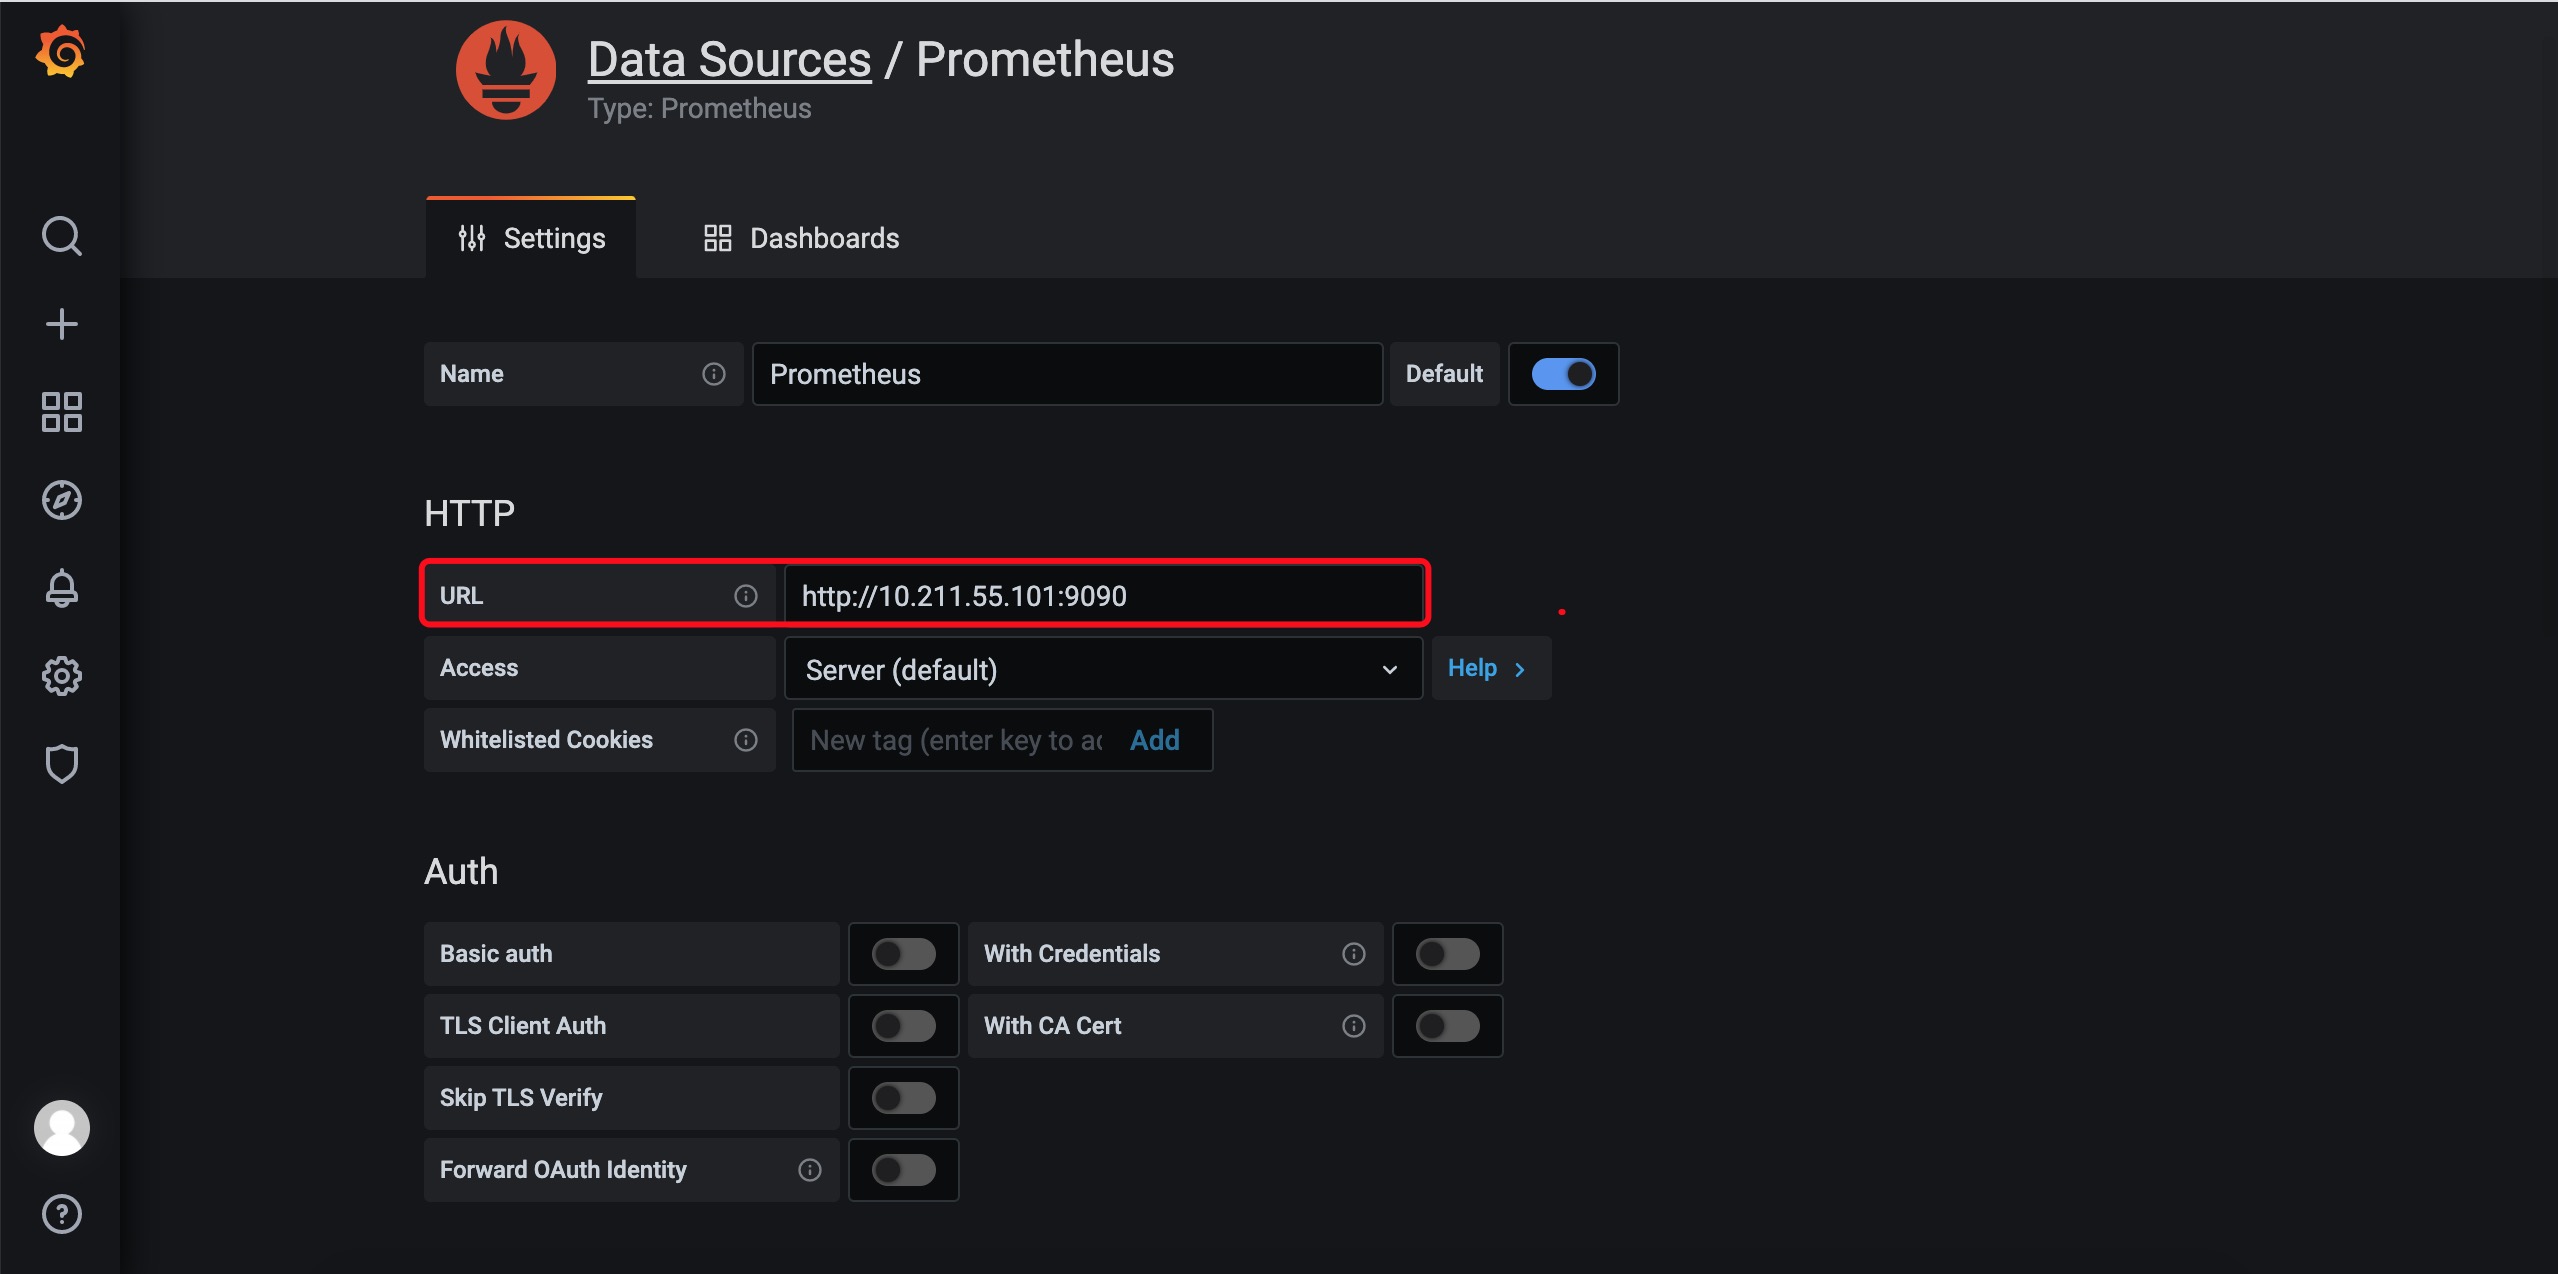 Data Sources / Prometheus
Type: Prometheus
Settings
Dashboards
Name
Prometheus
Default
HTTP
URL
http://10.211.55.101:9090
Access
Server (default)
Help
Whitelisted Cookies
New tag (enter key to ac
Add
Auth
Basic auth
With Credentials
TLS Client Auth
With CA Cert
Skip TLS Verify
Forward OAuth Identity